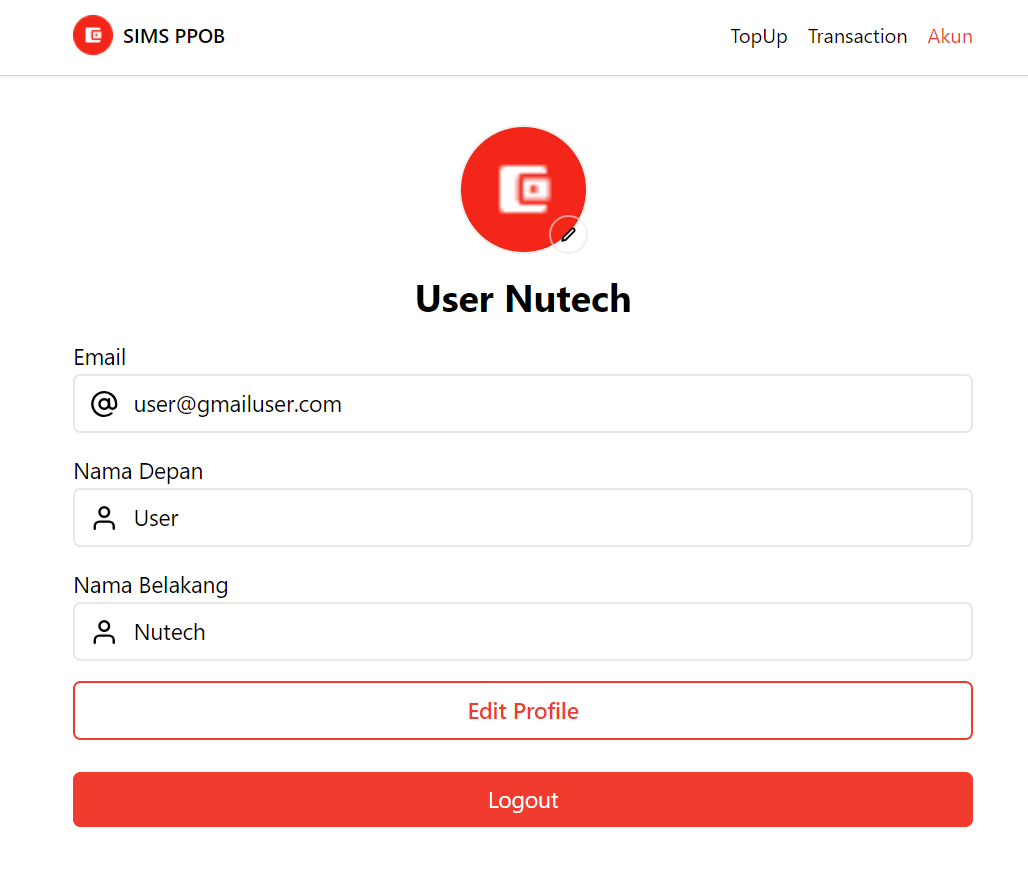 SIMS PPOB
TopUp Transaction Akun
User Nutech
Email
user@gmailuser.com
Nama Depan
User
Nama Belakang
Nutech
Edit Profile
Logout